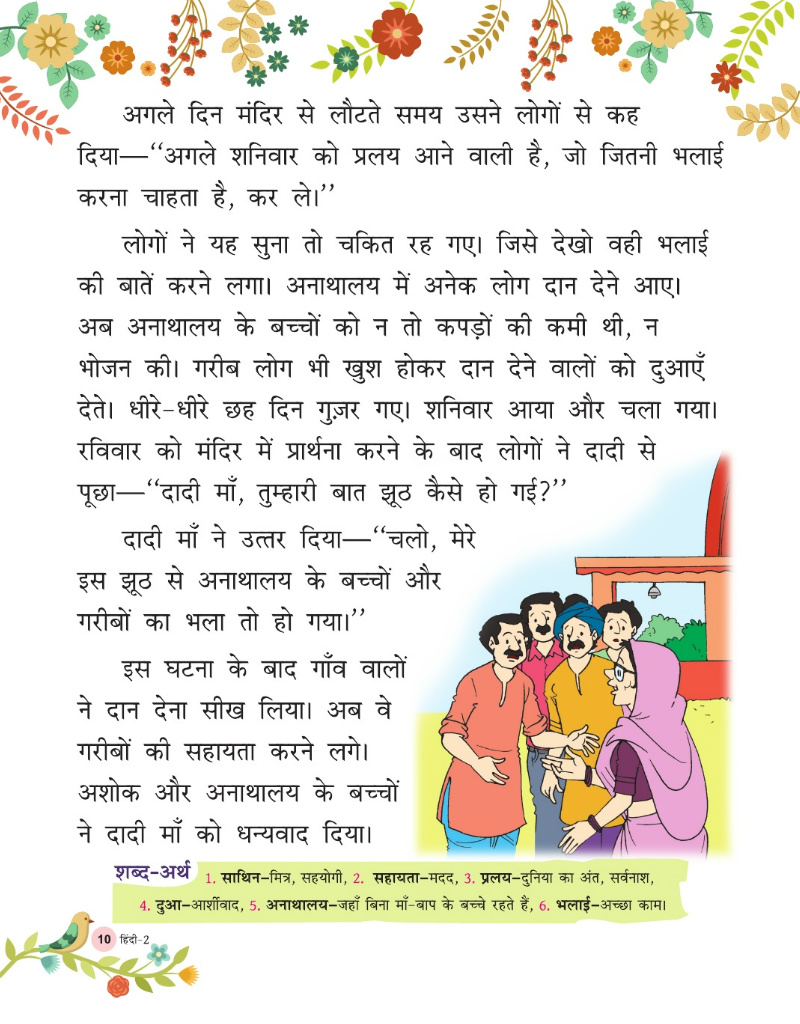 अगले दिन मंदिर से लौटते समय उसने लोगों से कह
दिया—‘‘अगले शनिवार को प्रलय आने वाली है, जो जितनी भलाई
करना चाहता है, कर ले।’’
लोगों ने यह सुना तो चकित रह गए। जिसे देखो वही भलाई
की बातें करने लगा। अनाथालय में अनेक लोग दान देने आए।
अब अनाथालय के बच्चों को न तो कपड़ों की कमी थी, न
भोजन की। गरीब लोग भी खुश होकर दान देने वालों को दुआएँ
देते। धीरे-धीरे छह दिन गुज़र गए। शनिवार आया और चला गया।
रविवार को मंदिर में प्रार्थना करने के बाद लोगों ने दादी से
पूछा—‘‘दादी माँ, तुम्हारी बात झूठ कैसे हो गई?’’
दादी माँ ने उत्तर दिया—‘‘चलो, मेरे
इस झूठ से अनाथालय के बच्चों और
गरीबों का भला तो हो गया।’’
इस घटना के बाद गाँव वालों
ने दान देना सीख लिया। अब वे
गरीबों की सहायता करने लगे।
अशोक और अनाथालय के बच्चों
ने दादी माँ को धन्यवाद दिया।
शब्द-अर्थ 1. साथिन–मित्र, सहयोगी, 2. सहायता–मदद, 3. प्रलय–दुनिया का अंत, सर्वनाश,
4. दुआ–आर्शीवाद, 5. अनाथालय–जहाँ बिना माँ-बाप के बच्चे रहते हैं, 6. भलाई–अच्छा काम।
10 हिंदी-2